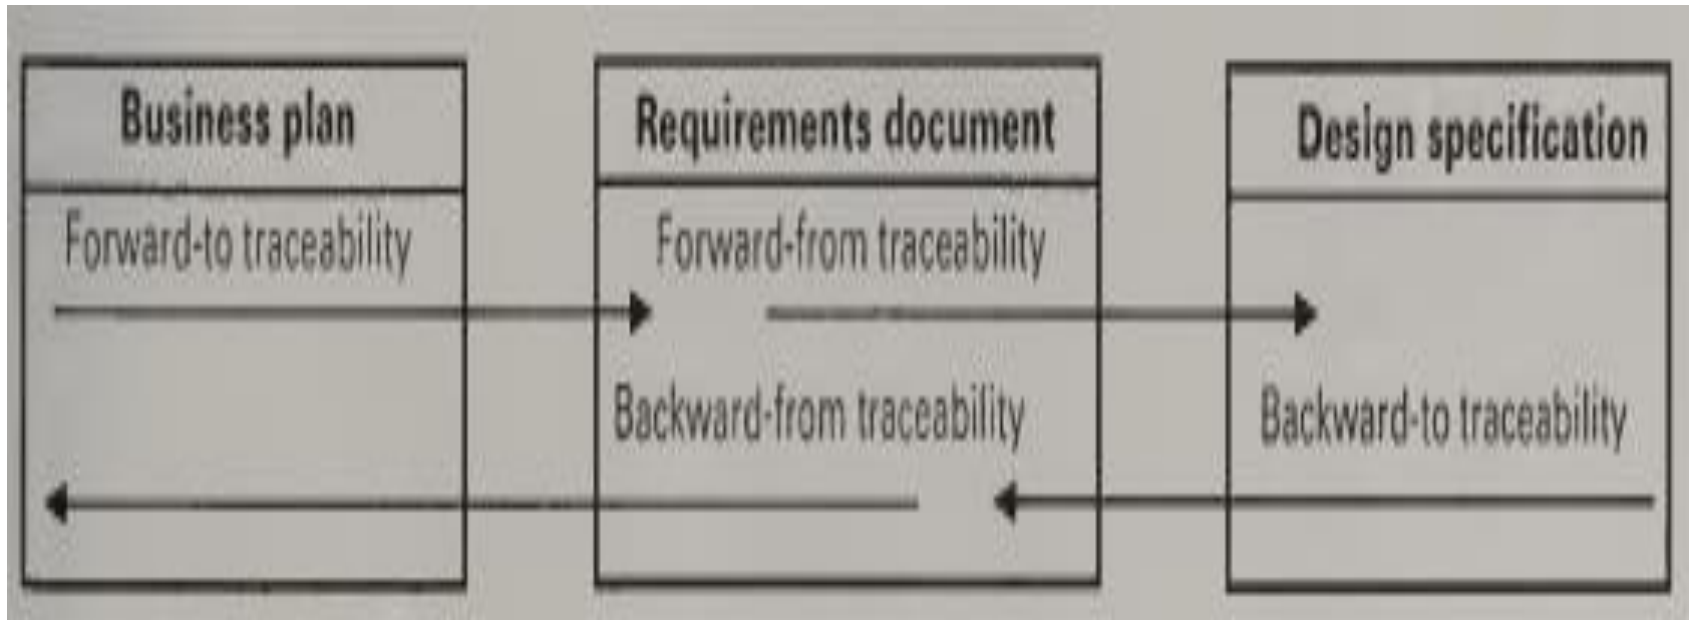 Business plan
Requirements document
Design specification
Forward-to traceability
Forward-from traceability
Backward-from traceability
Backward-to traceability